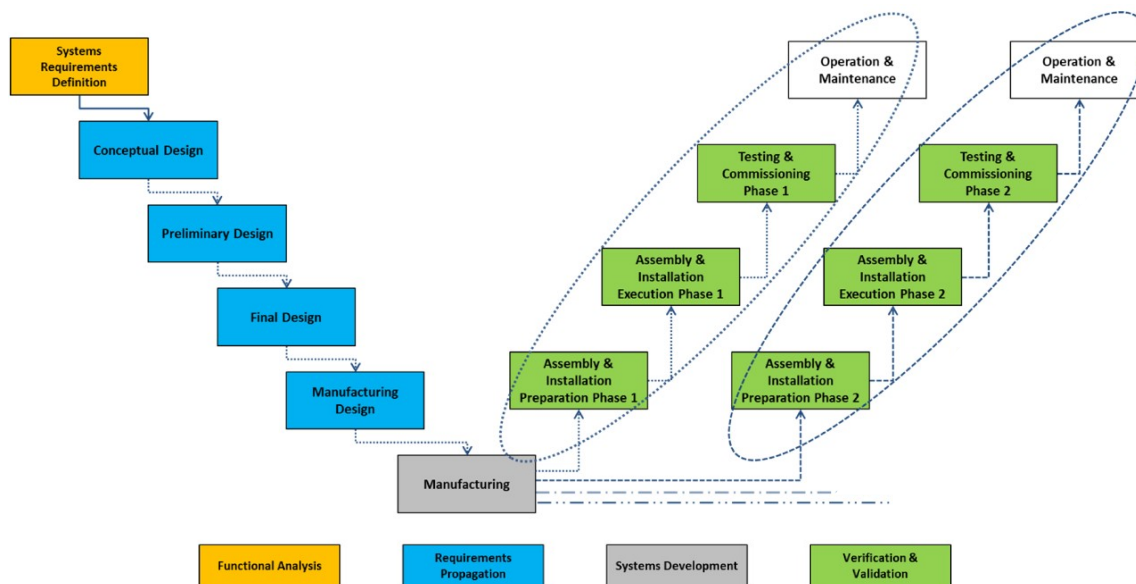 Systems
Requirements
Definition
Conceptual Design
Preliminary Design
Final Design
Manufacturing
Design
Manufacturing
Assembly &
Installation
Preparation Phase 1
Assembly &
Installation
Execution Phase 1
Testing &
Commissioning
Phase 1
Operation &
Maintenance
Assembly &
Installation
Preparation Phase 2
Assembly &
Installation
Execution Phase 2
Testing &
Commissioning
Phase 2
Operation &
Maintenance
Functional Analysis
Requirements
Propagation
Systems Development
Verification &
Validation